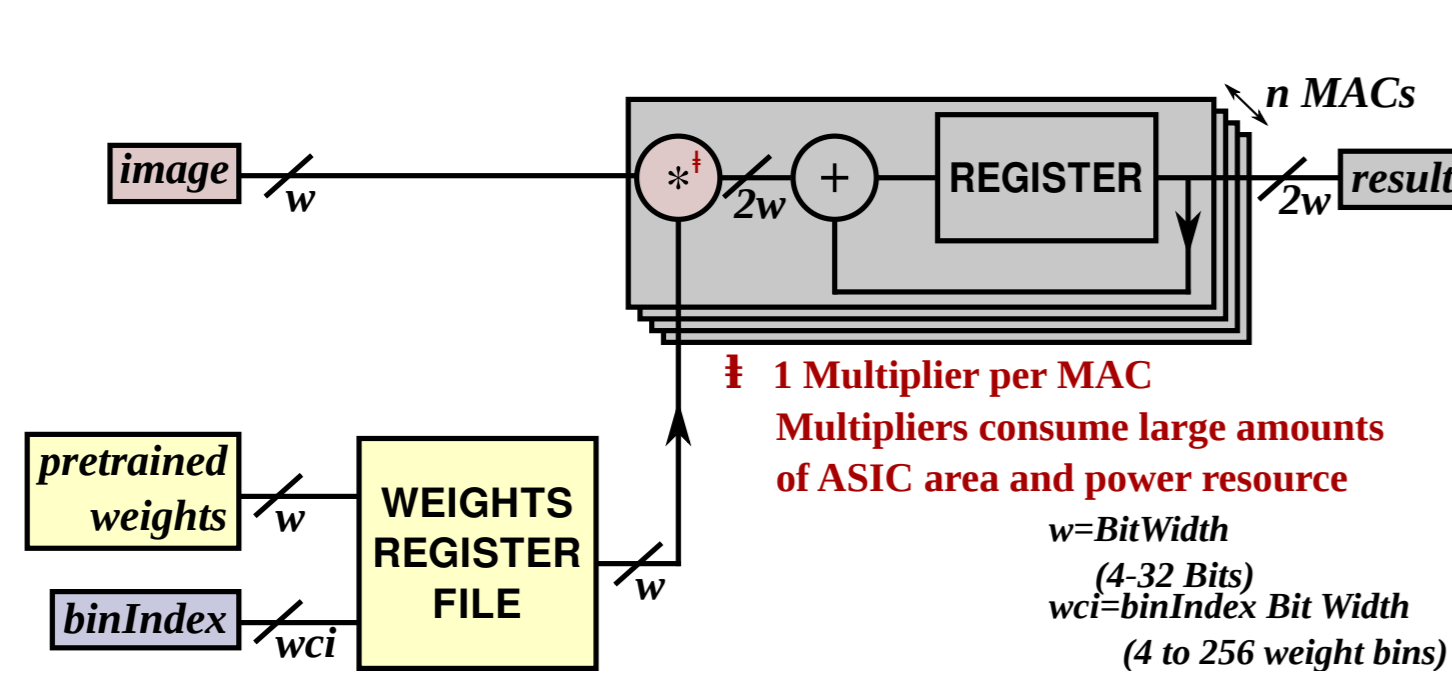 n MACs
image
w
*ǂ
2w
+
REGISTER
2w
result
ǂ 1 Multiplier per MAC
Multipliers consume large amounts
of ASIC area and power resource
pretrained
weights
w
WEIGHTS
REGISTER
FILE
w
binIndex
wci
w=BitWidth
(4-32 Bits)
wci=binIndex Bit Width
(4 to 256 weight bins)